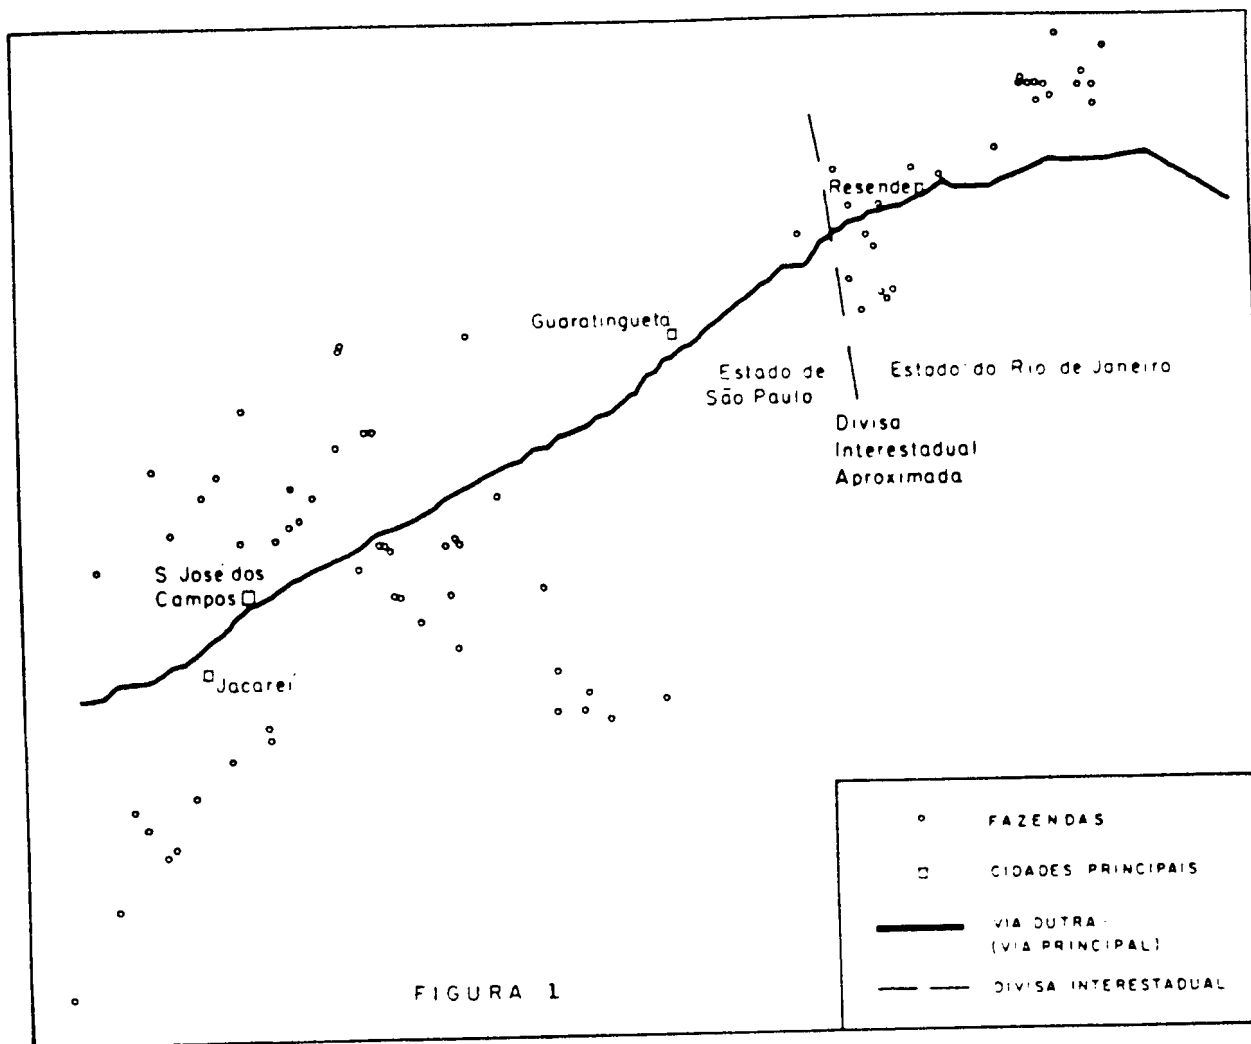 Resende
Guaratinguetá
Estado de
São Paulo
Estado do Rio de Janeiro
Divisa
Interestadual
Aproximada
S José dos
Campos
Jacareí
FAZENDAS
CIDADES PRINCIPAIS
VIA DUTRA
(VIA PRINCIPAL)
DIVISA INTERESTADUAL
FIGURA 1